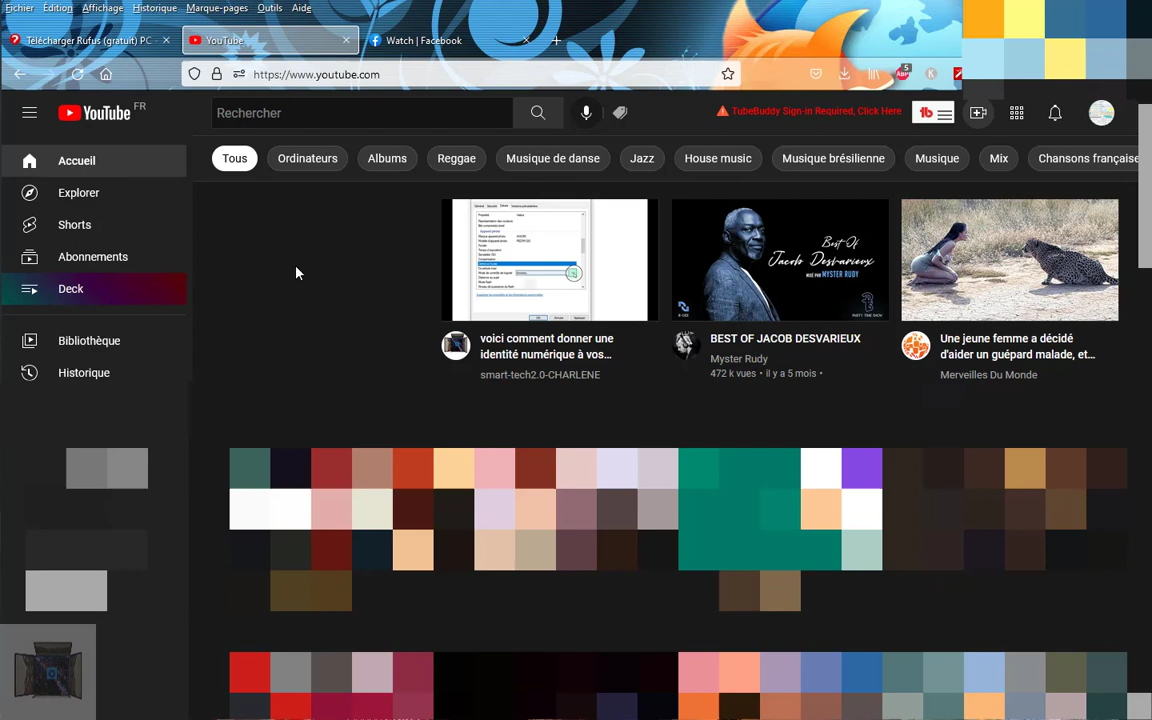 Fichier Édition Affichage Historique Marque-pages Outils Aide
Télécharger Rufus (gratuit) PC -
YouTube
Watch | Facebook
https://www.youtube.com
5
YouTube FR
Rechercher
TubeBuddy Sign-in Required, Click Here
tb
Accueil
Explorer
Shorts
Abonnements
Deck
Bibliothèque
Historique
Tous Ordinateurs Albums Reggae Musique de danse Jazz House music Musique brésilienne Musique Mix Chansons française
Best Of
Jacob Desvarieux
MIXÉ PAR MYSTER RUDY
voici comment donner une
identité numérique à vos...
smart-tech2.0-CHARLENE
BEST OF JACOB DESVARIEUX
Myster Rudy
472 k vues • il y a 5 mois •
Une jeune femme a décidé
d'aider un guépard malade, et...
Merveilles Du Monde